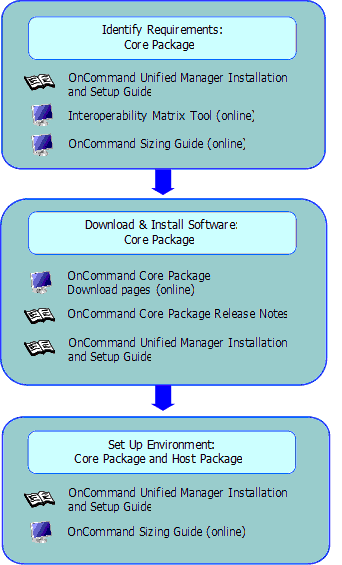 Identify Requirements:
Core Package
OnCommand Unified Manager Installation
and Setup Guide
Interoperability Matrix Tool (online)
OnCommand Sizing Guide (online)
Download & Install Software:
Core Package
OnCommand Core Package
Download pages (online)
OnCommand Core Package Release Notes
OnCommand Unified Manager Installation
and Setup Guide
Set Up Environment:
Core Package and Host Package
OnCommand Unified Manager Installation
and Setup Guide
OnCommand Sizing Guide (online)